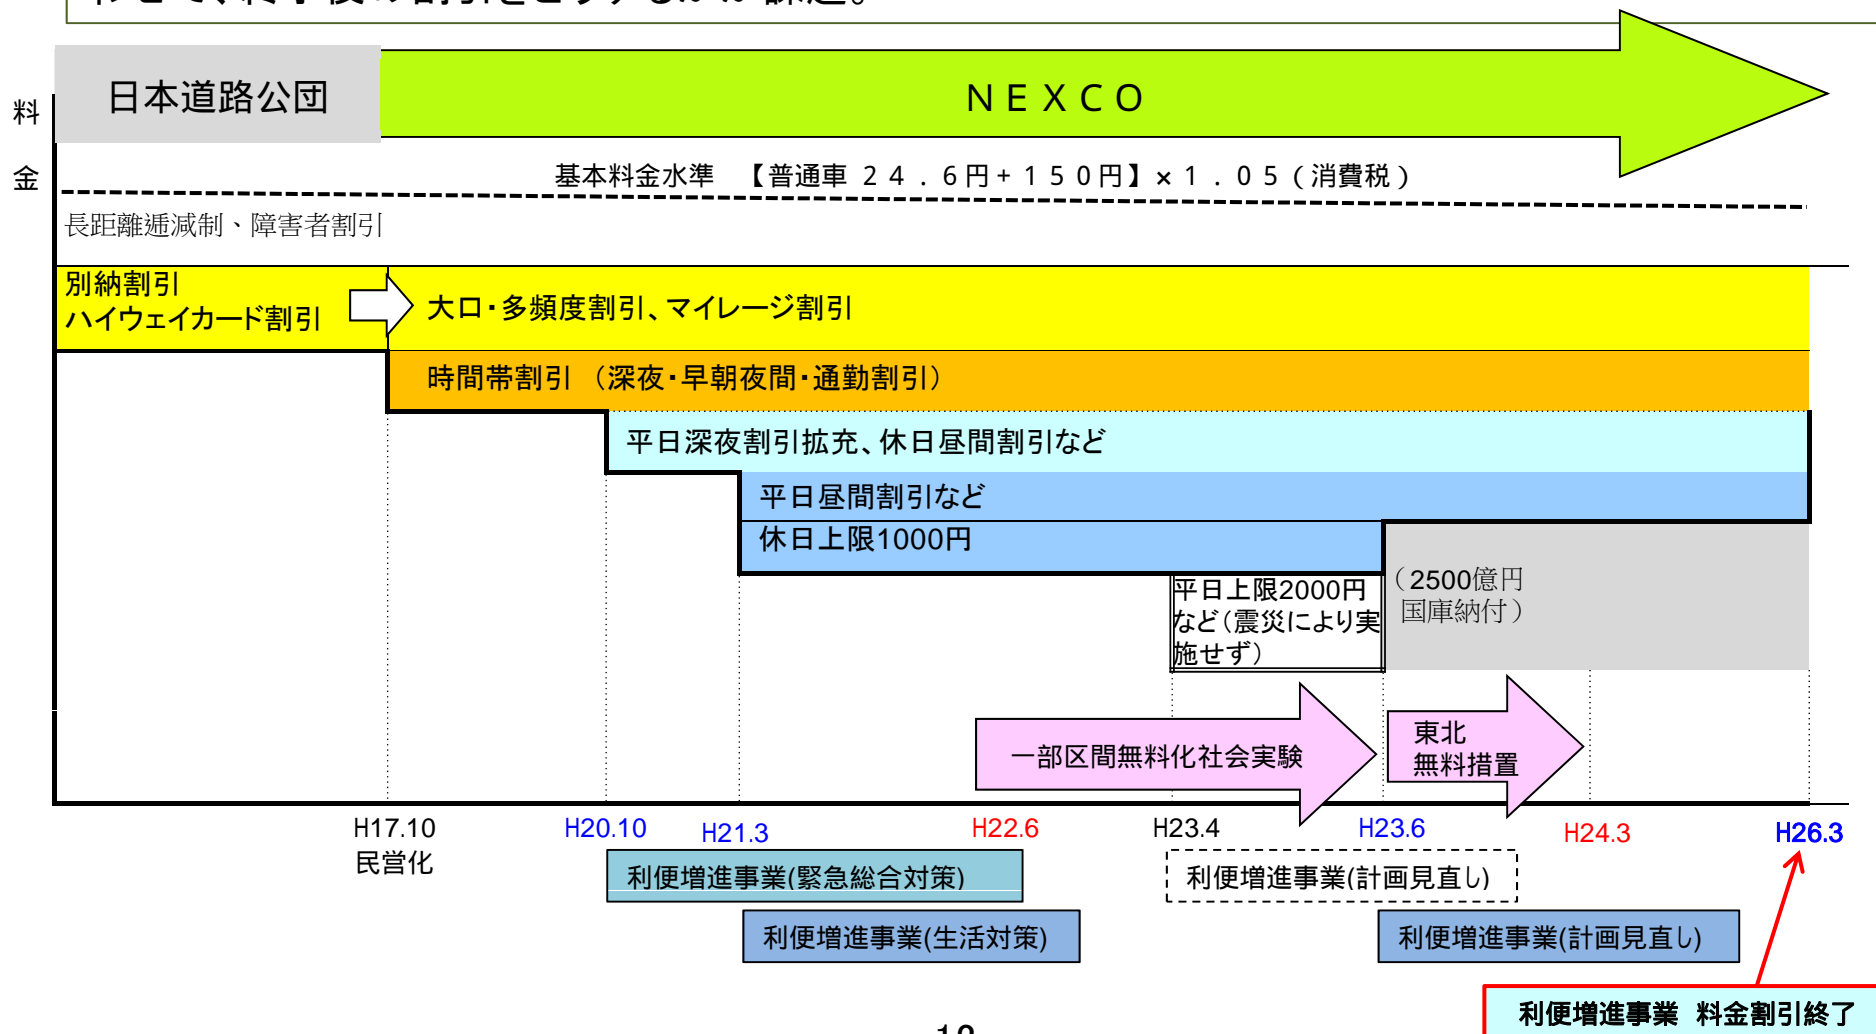 日本道路公団
NEXCO
料
金
基本料金水準 【普通車 24.6円+150円】×1.05(消費税)
長距離逓減制、障害者割引
別納割引
ハイウェイカード割引
大口・多頻度割引、マイレージ割引
時間帯割引 (深夜・早朝夜間・通勤割引)
平日深夜割引拡充、休日昼間割引など
平日昼間割引など
休日上限1000円
平日上限2000円
など(震災により実
施せず)
(2500億円
国庫納付)
一部区間無料化社会実験
東北
無料措置
H17.10
民営化
H20.10
H21.3
H22.6
H23.4
H23.6
H24.3
H26.3
利便増進事業(緊急総合対策)
利便増進事業(計画見直し)
利便増進事業(生活対策)
利便増進事業(計画見直し)
利便増進事業 料金割引終了